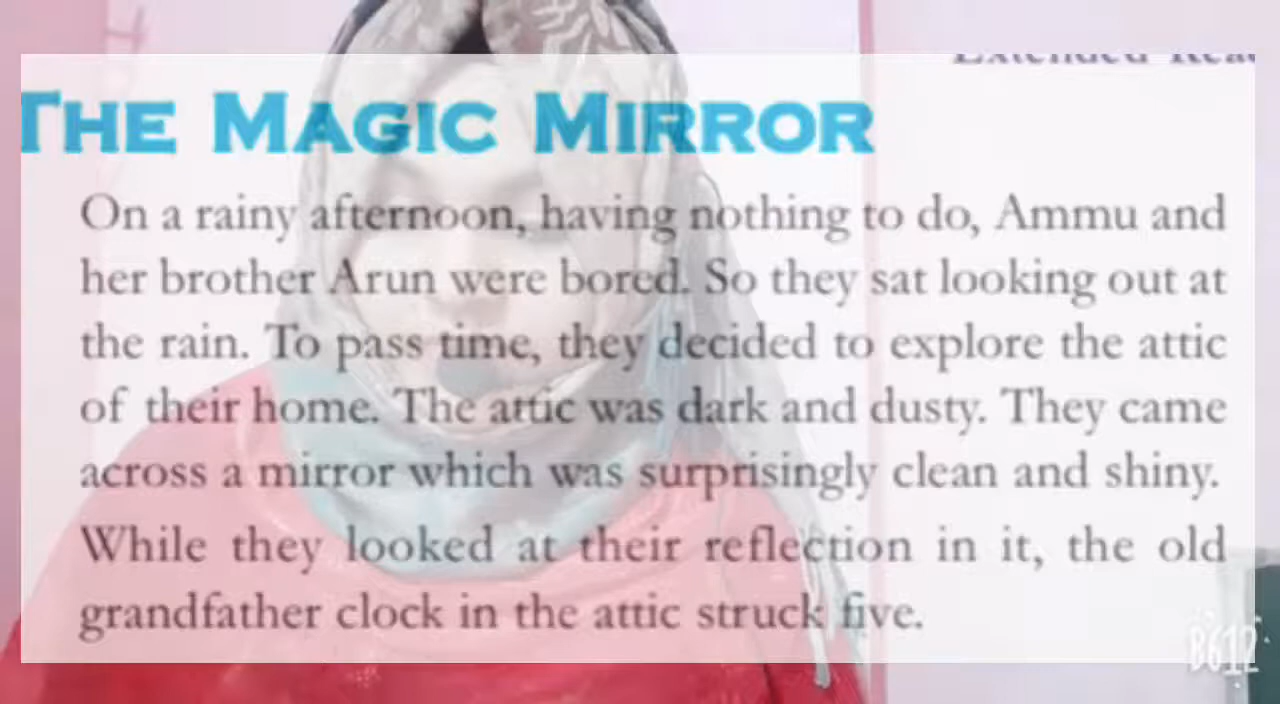 THE MAGIC MIRROR
On a rainy afternoon, having nothing to do, Ammu and
her brother Arun were bored. So they sat looking out at
the rain. To pass time, they decided to explore the attic
of their home. The attic was dark and dusty. They came
across a mirror which was surprisingly clean and shiny.
While they looked at their reflection in it, the old
grandfather clock in the attic struck five.
B612